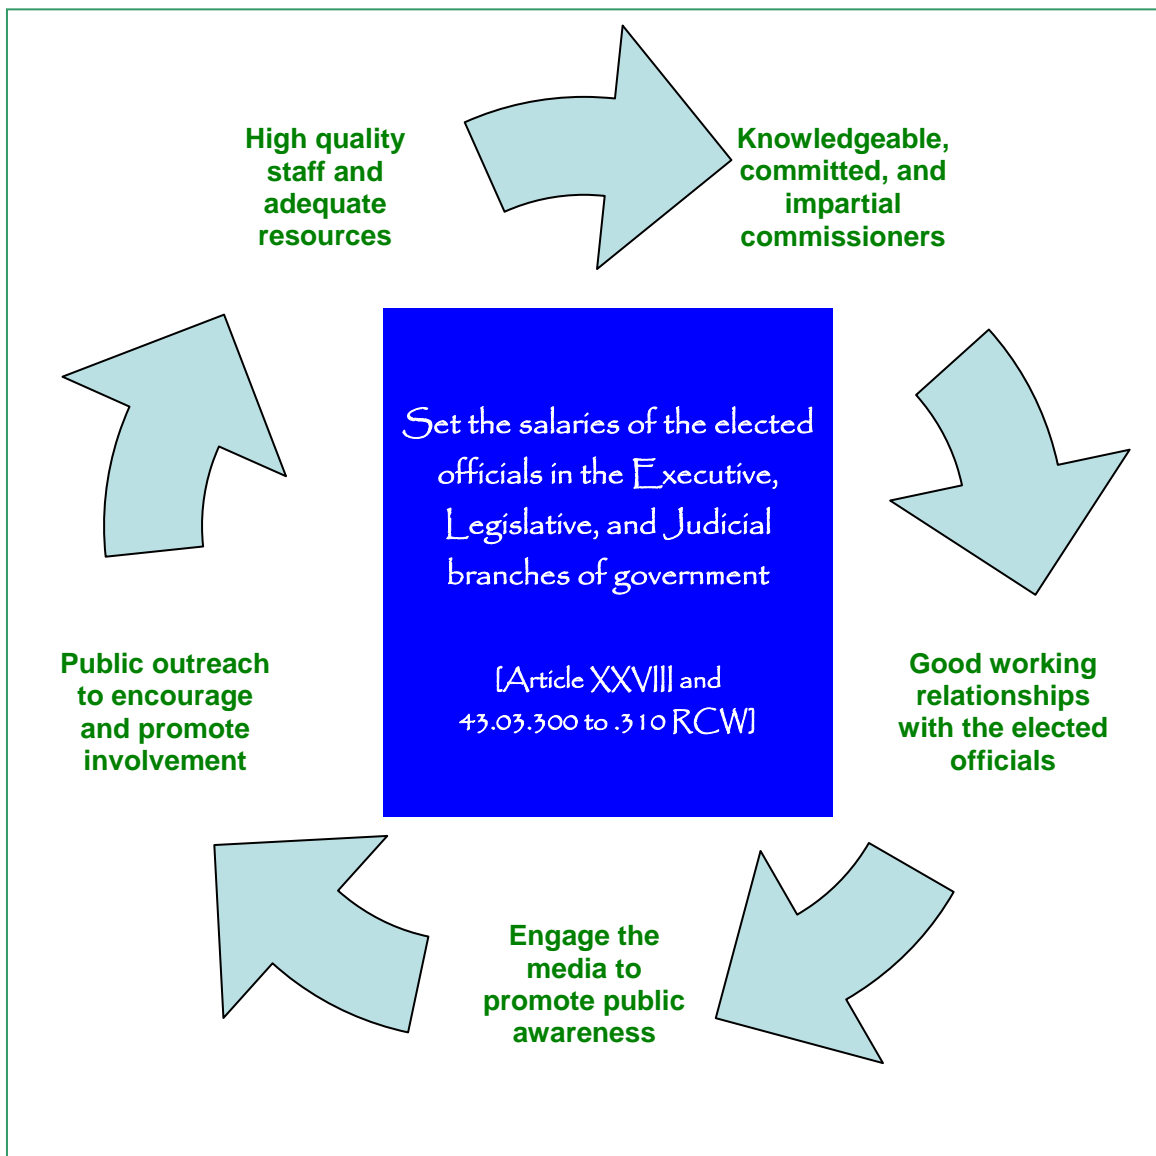 High quality
staff and
adequate
resources
Knowledgeable,
committed, and
impartial
commissioners
Set the salaries of the elected
officials in the Executive,
Legislative, and Judicial
branches of government
[Article XXVIII and
43.03.300 to .310 RCW]
Good working
relationships
with the elected
officials
Engage the
media to
promote public
awareness
Public outreach
to encourage
and promote
involvement